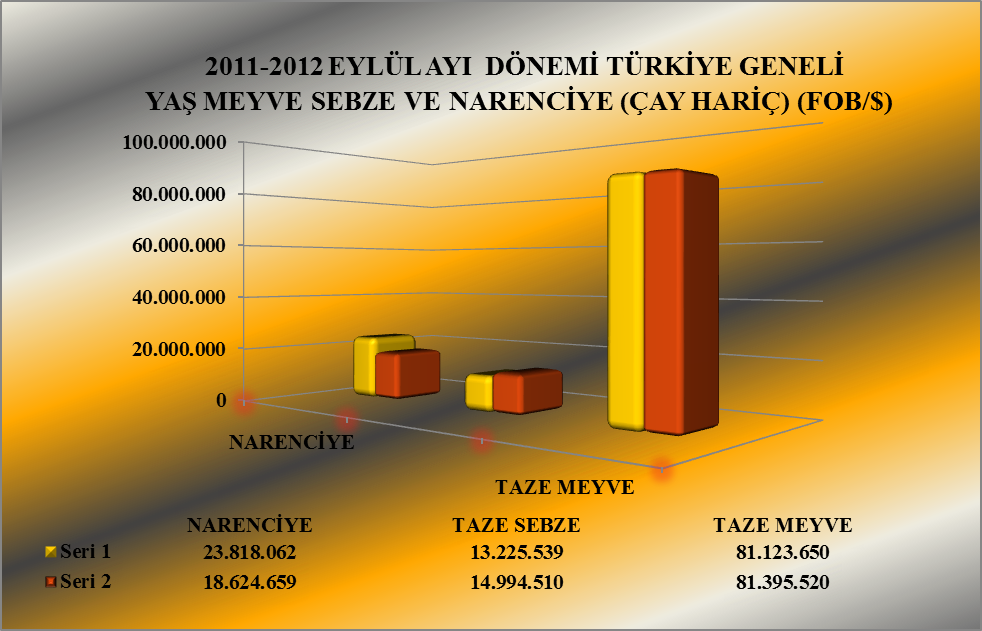 2011-2012 EYLÜL AYI DÖNEMİ TÜRKİYE GENELİ
YAŞ MEYVE SEBZE VE NARENCİYE (ÇAY HARİÇ) (FOB/$)
100.000.000
80.000.000
60.000.000
40.000.000
20.000.000
0
NARENCİYE
TAZE MEYVE
NARENCİYE TAZE SEBZE TAZE MEYVE
Seri 1 23.818.062 13.225.539 81.123.650
Seri 2 18.624.659 14.994.510 81.395.520